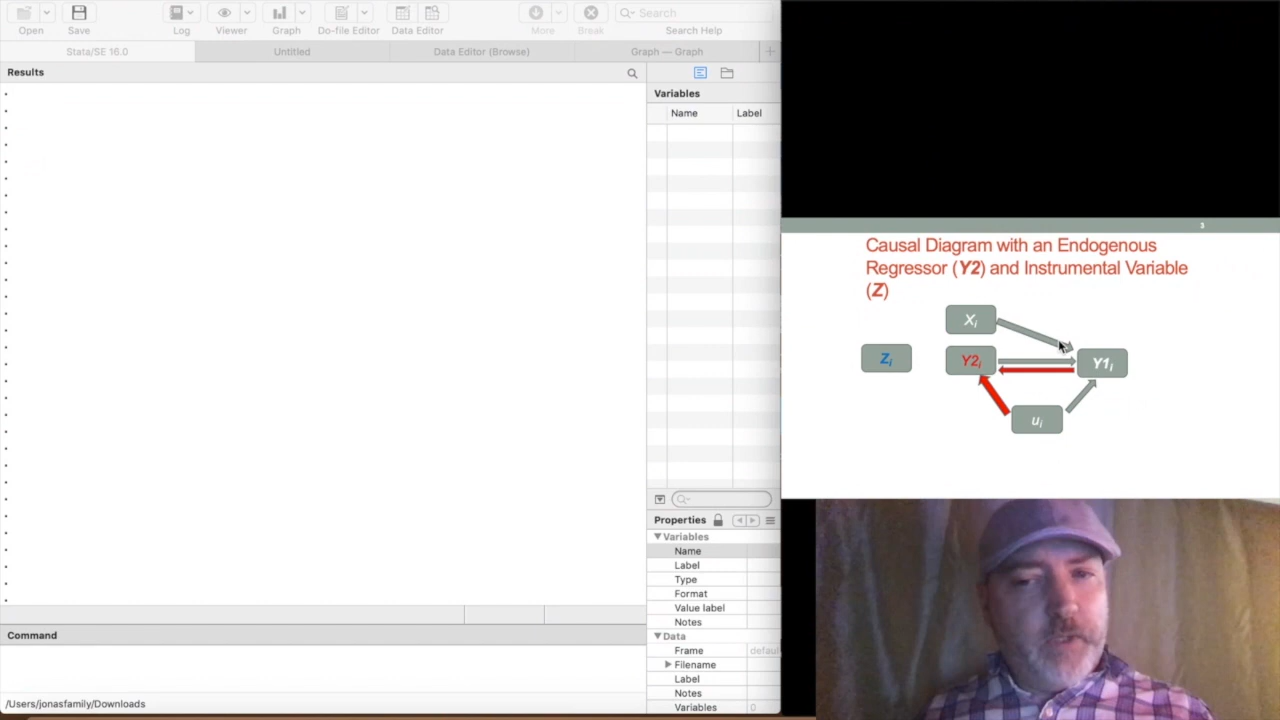 Open
Save
Log
Viewer
Graph
Do-file Editor
Data Editor
More
Break
Search
Search Help
Stata/SE 16.0
Untitled
Data Editor (Browse)
Graph — Graph
Results
Variables
Name Label
Properties
Variables
Name
Label
Type
Format
Value label
Notes
Data
Frame defaul
Filename
Label
Notes
Variables 0
Command
/Users/jonasfamily/Downloads
3
Causal Diagram with an Endogenous
Regressor (Y2) and Instrumental Variable
(Z)
Xi
Zi
Y2i
Y1i
ui